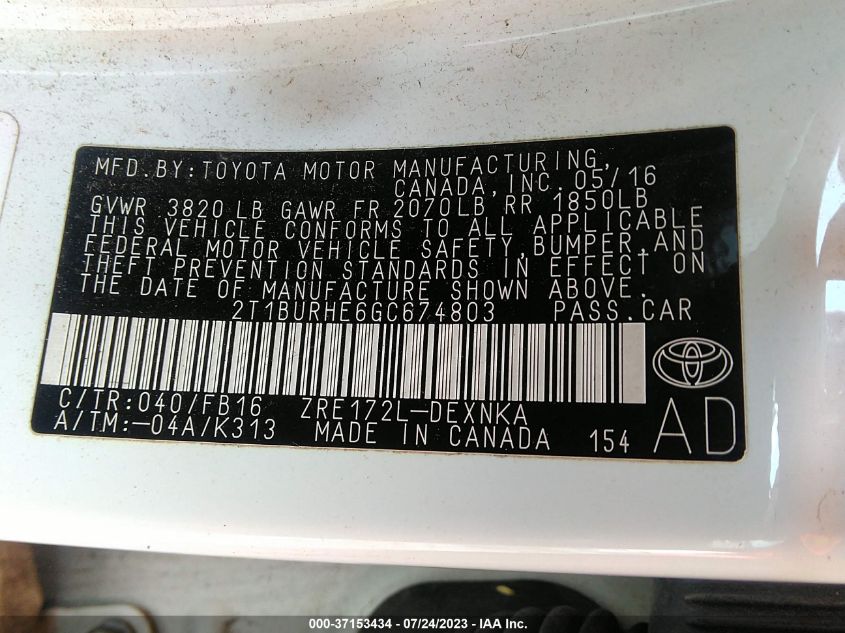 MFD.BY:TOYOTA MOTOR MANUFACTURING,
CANADA,INC.05/16
GVWR 3820 LB GAWR FR 2070LB RR 1850LB
THIS VEHICLE CONFORMS TO ALL APPLICABLE
FEDERAL MOTOR VEHICLE SAFETY,BUMPER,AND
THEFT PREVENTION STANDARDS IN EFFECT ON
THE DATE OF MANUFACTURE SHOWN ABOVE.
2T1BURHE6GC674803 PASS.CAR
C/TR:040/FB16 ZRE172L-DEXNKA
A/TM:-04A/K313 MADE IN CANADA 154 AD
000-37153434 / 07/24/2023 - IAA Inc.